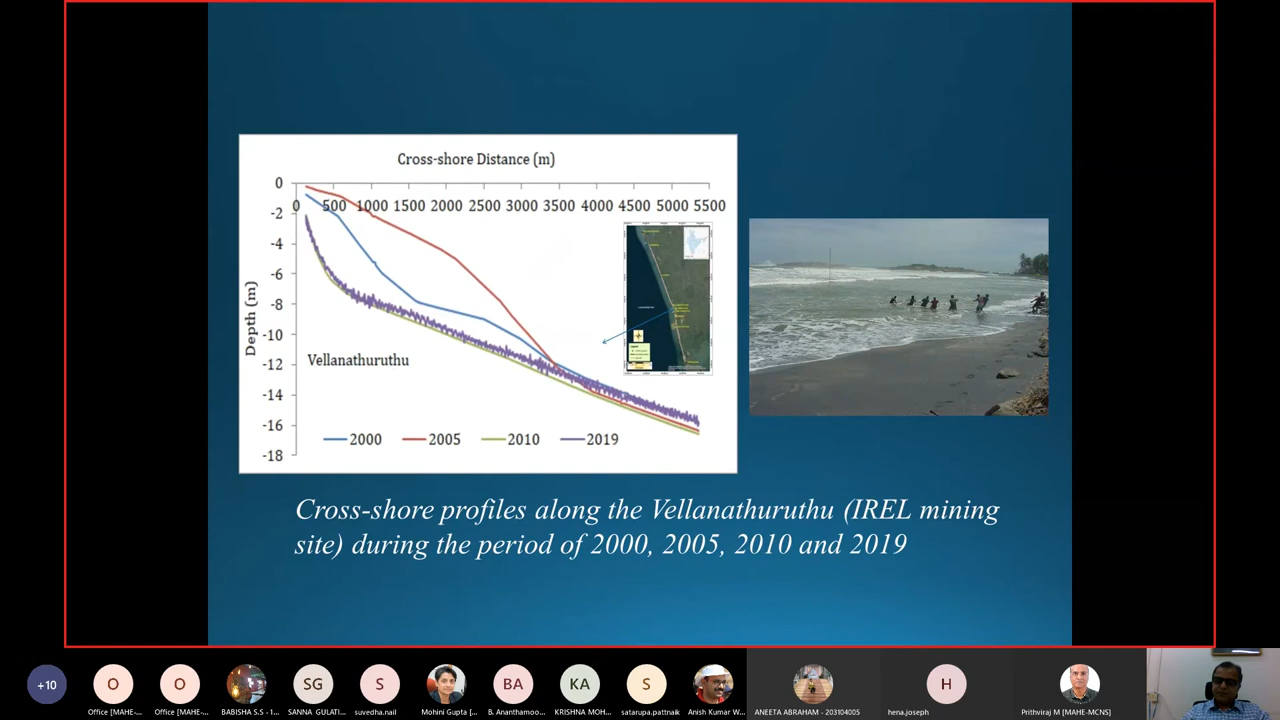 Cross-shore Distance (m)
0
0 500 1000 1500 2000 2500 3000 3500 4000 4500 5000 5500
-2
-4
-6
-8
-10
-12
-14
-16
-18
Depth (m)
Vellanathuruthu
2000 2005 2010 2019
Cross-shore profiles along the Vellanathuruthu (IREL mining
site) during the period of 2000, 2005, 2010 and 2019
+10
O
O
SG
S
BA
KA
S
H
Office [MAHE-...
Office [MAHE-...
BABISHA S.S - 1...
SANNA GULATI...
suvedha.nail
Mohini Gupta [...
B. Ananthamoo...
KRISHNA MOH...
satarupa.pattnaik
Anish Kumar W...
ANEETA ABRAHAM - 203104005
hena.joseph
Prithviraj M [MAHE-MCNS]